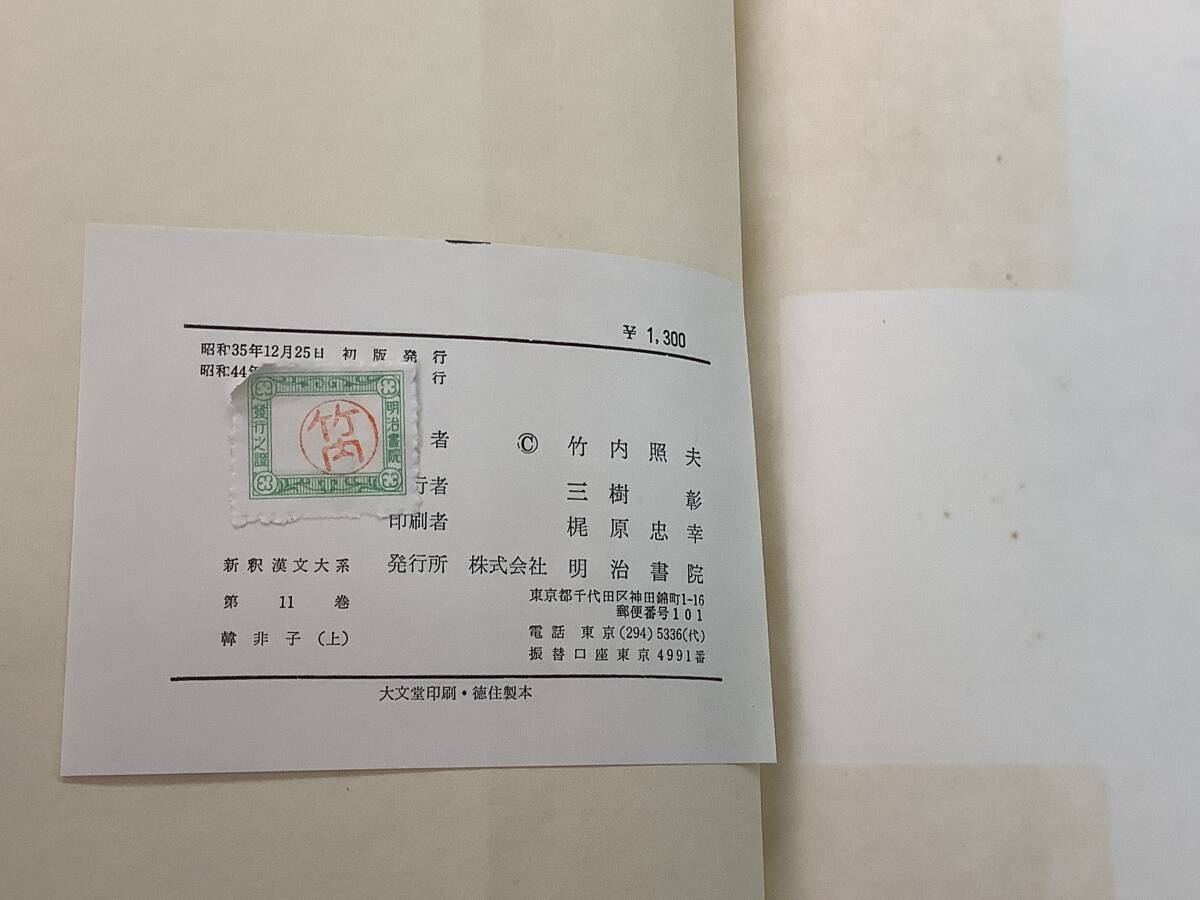 ¥ 1,300
昭和35年12月25日 初版発行
昭和44年 行
者 © 竹内照夫
行者 三樹 彰
印刷者 梶原忠幸
発行所 株式会社 明治書院
東京都千代田区神田錦町1-16
郵便番号101
電話 東京(294)5336(代)
振替口座東京4991番
新釈漢文大系
第 11 巻
韓非子(上)
大文堂印刷・徳住製本
明治書院
發行之證
竹内